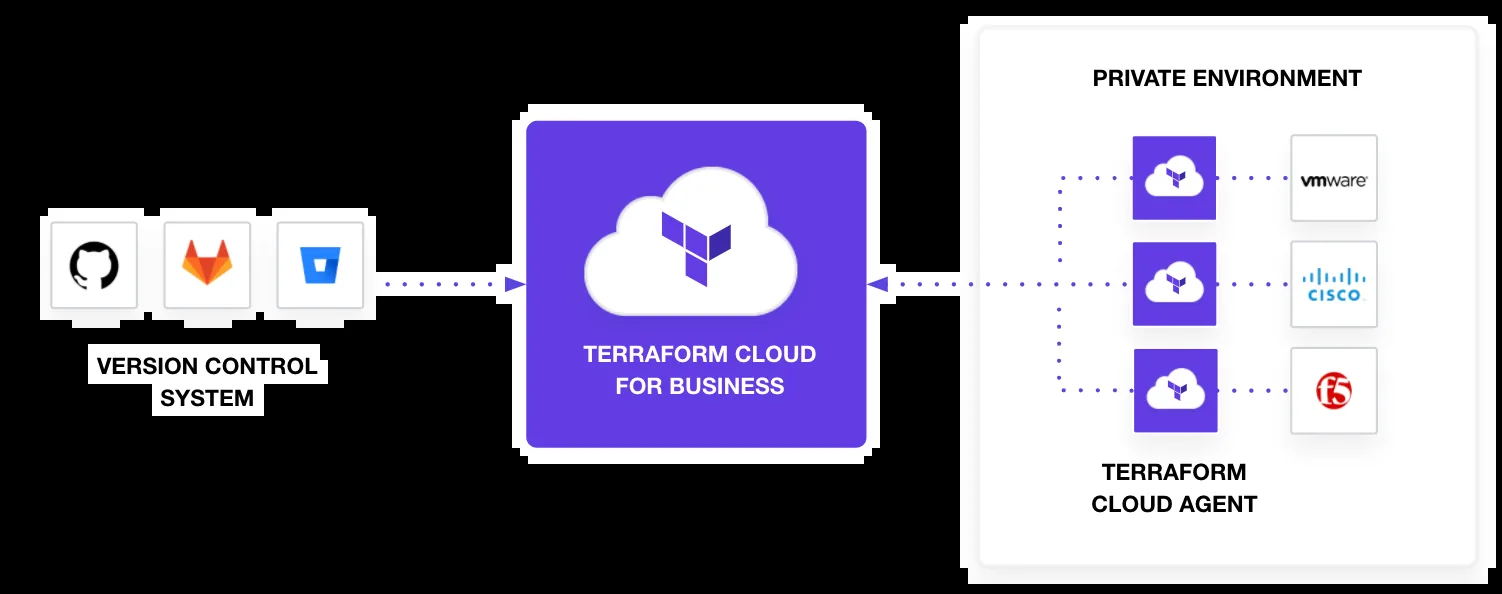 VERSION CONTROL
SYSTEM
TERRAFORM CLOUD
FOR BUSINESS
PRIVATE ENVIRONMENT
vmware
CISCO
f5
TERRAFORM
CLOUD AGENT